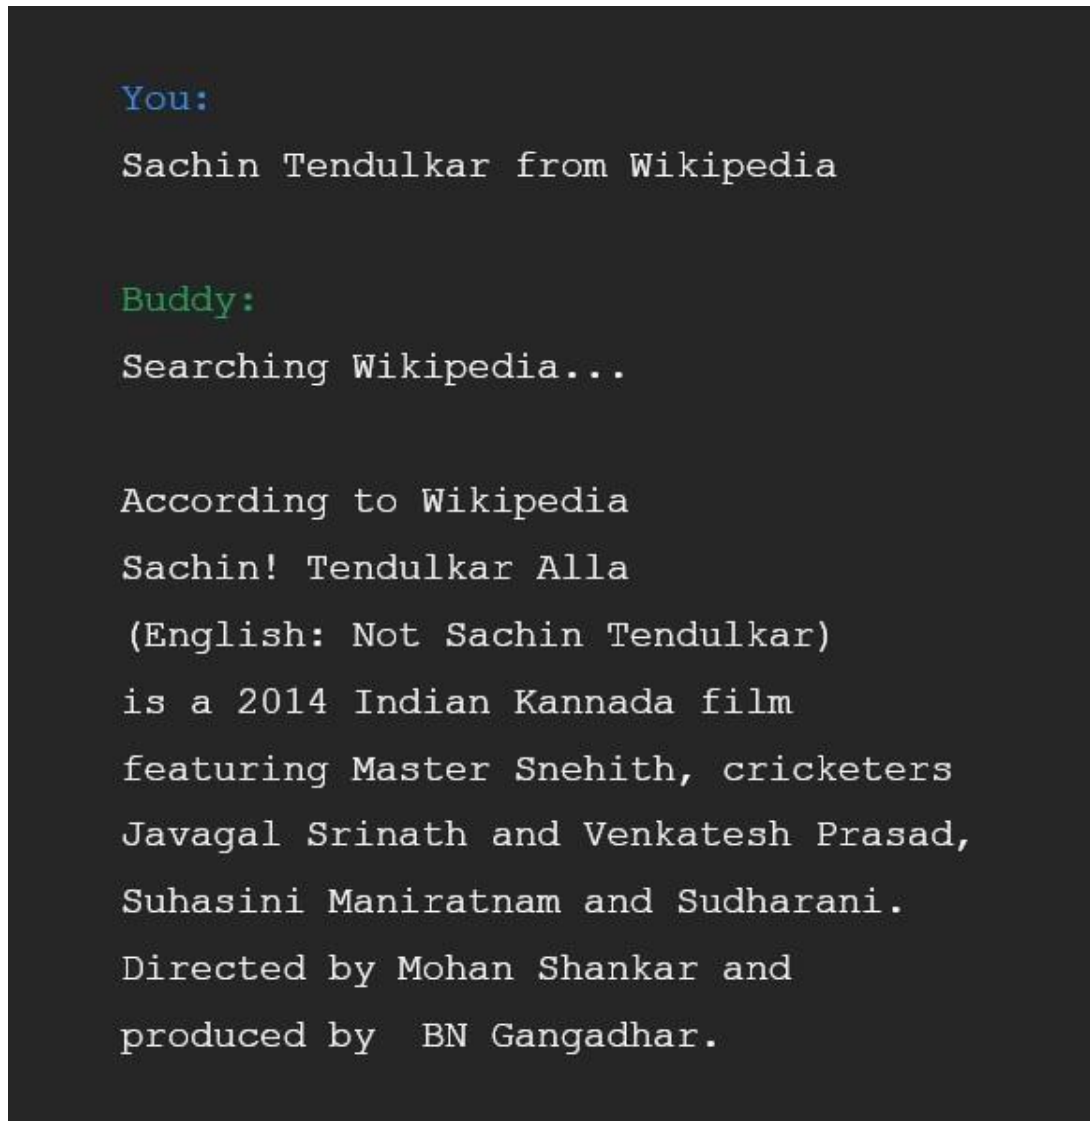 You:
Sachin Tendulkar from Wikipedia
Buddy:
Searching Wikipedia...
According to Wikipedia
Sachin! Tendulkar Alla
(English: Not Sachin Tendulkar)
is a 2014 Indian Kannada film
featuring Master Snehith, cricketers
Javagal Srinath and Venkatesh Prasad,
Suhasini Maniratnam and Sudharani.
Directed by Mohan Shankar and
produced by  BN Gangadhar.